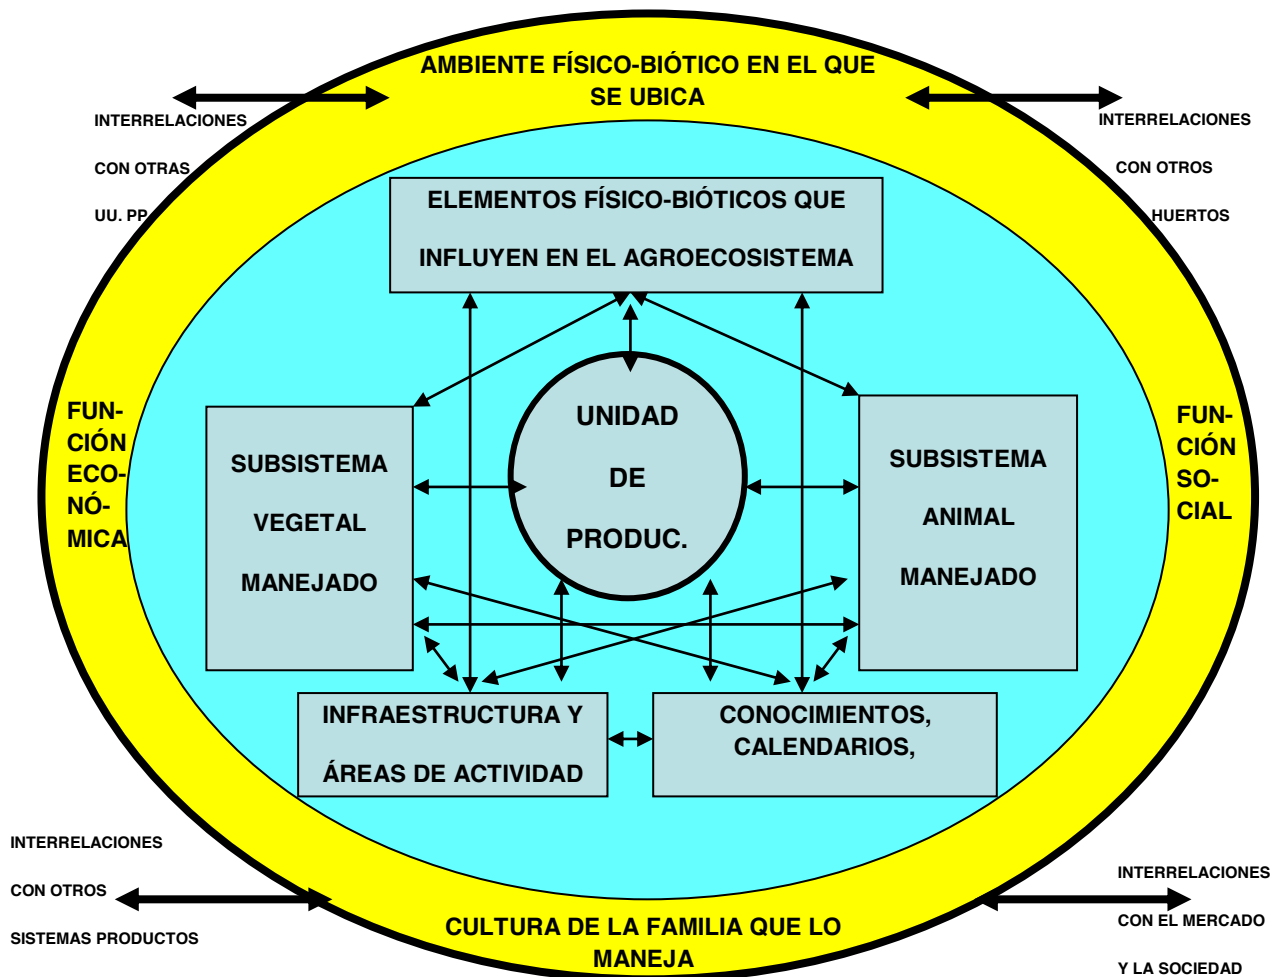 AMBIENTE FÍSICO-BIÓTICO EN EL QUE
SE UBICA
INTERRELACIONES
CON OTRAS
UU. PP.
INTERRELACIONES
CON OTROS
HUERTOS
ELEMENTOS FÍSICO-BIÓTICOS QUE
INFLUYEN EN EL AGROECOSISTEMA
FUN-
CIÓN
ECO-
NÓ-
MICA
SUBSISTEMA
VEGETAL
MANEJADO
UNIDAD
DE
PRODUC.
SUBSISTEMA
ANIMAL
MANEJADO
FUN-
CIÓN
SO-
CIAL
INFRAESTRUCTURA Y
ÁREAS DE ACTIVIDAD
CONOCIMIENTOS,
CALENDARIOS,
INTERRELACIONES
CON OTROS
SISTEMAS PRODUCTOS
CULTURA DE LA FAMILIA QUE LO
MANEJA
INTERRELACIONES
CON EL MERCADO
Y LA SOCIEDAD